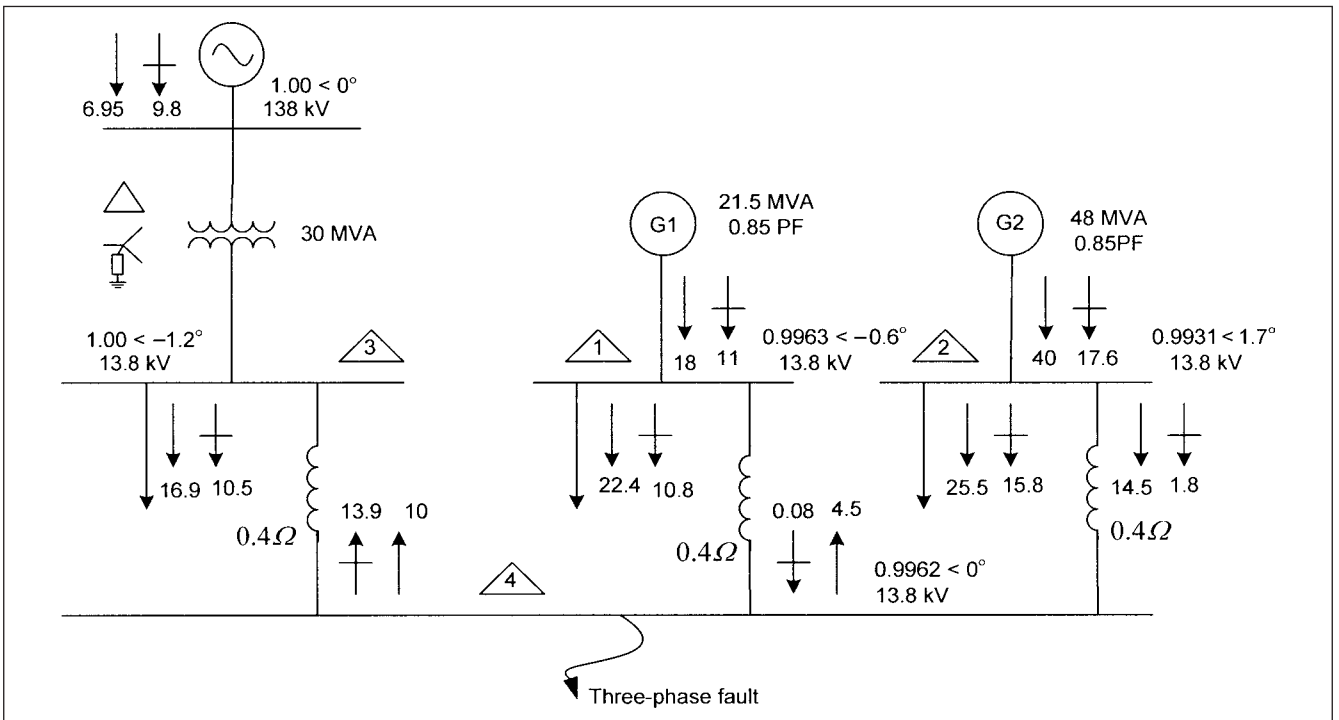 1.00 < 0°
138 kV
6.95 9.8
30 MVA
G1
21.5 MVA
0.85 PF
G2
48 MVA
0.85PF
1.00 < −1.2°
13.8 kV
3
1
18 11
0.9963 < −0.6°
13.8 kV
2
40 17.6
0.9931 < 1.7°
13.8 kV
16.9 10.5
22.4 10.8
25.5 15.8
14.5 1.8
0.4Ω
13.9 10
0.4Ω
0.08 4.5
0.4Ω
4
0.9962 < 0°
13.8 kV
Three-phase fault